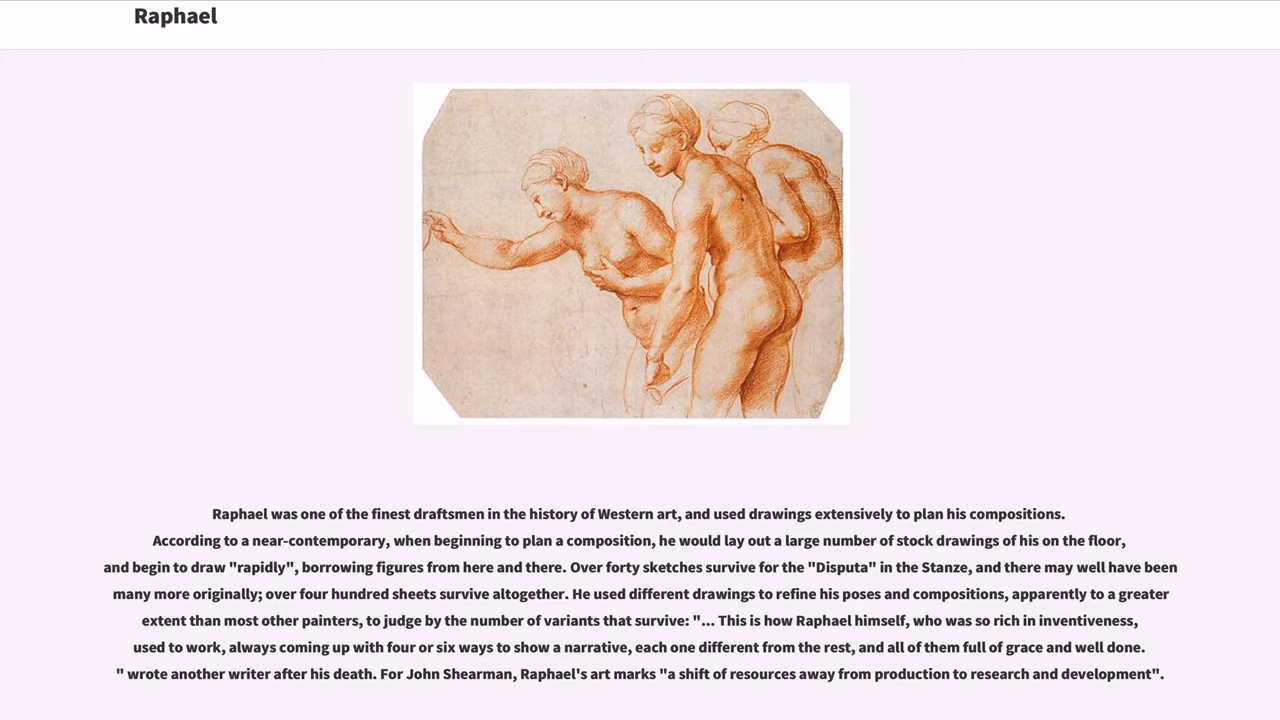 Raphael
Raphael was one of the finest draftsmen in the history of Western art, and used drawings extensively to plan his compositions.
According to a near-contemporary, when beginning to plan a composition, he would lay out a large number of stock drawings of his on the floor,
and begin to draw "rapidly", borrowing figures from here and there. Over forty sketches survive for the "Disputa" in the Stanze, and there may well have been
many more originally; over four hundred sheets survive altogether. He used different drawings to refine his poses and compositions, apparently to a greater
extent than most other painters, to judge by the number of variants that survive: "... This is how Raphael himself, who was so rich in inventiveness,
used to work, always coming up with four or six ways to show a narrative, each one different from the rest, and all of them full of grace and well done.
" wrote another writer after his death. For John Shearman, Raphael's art marks "a shift of resources away from production to research and development".